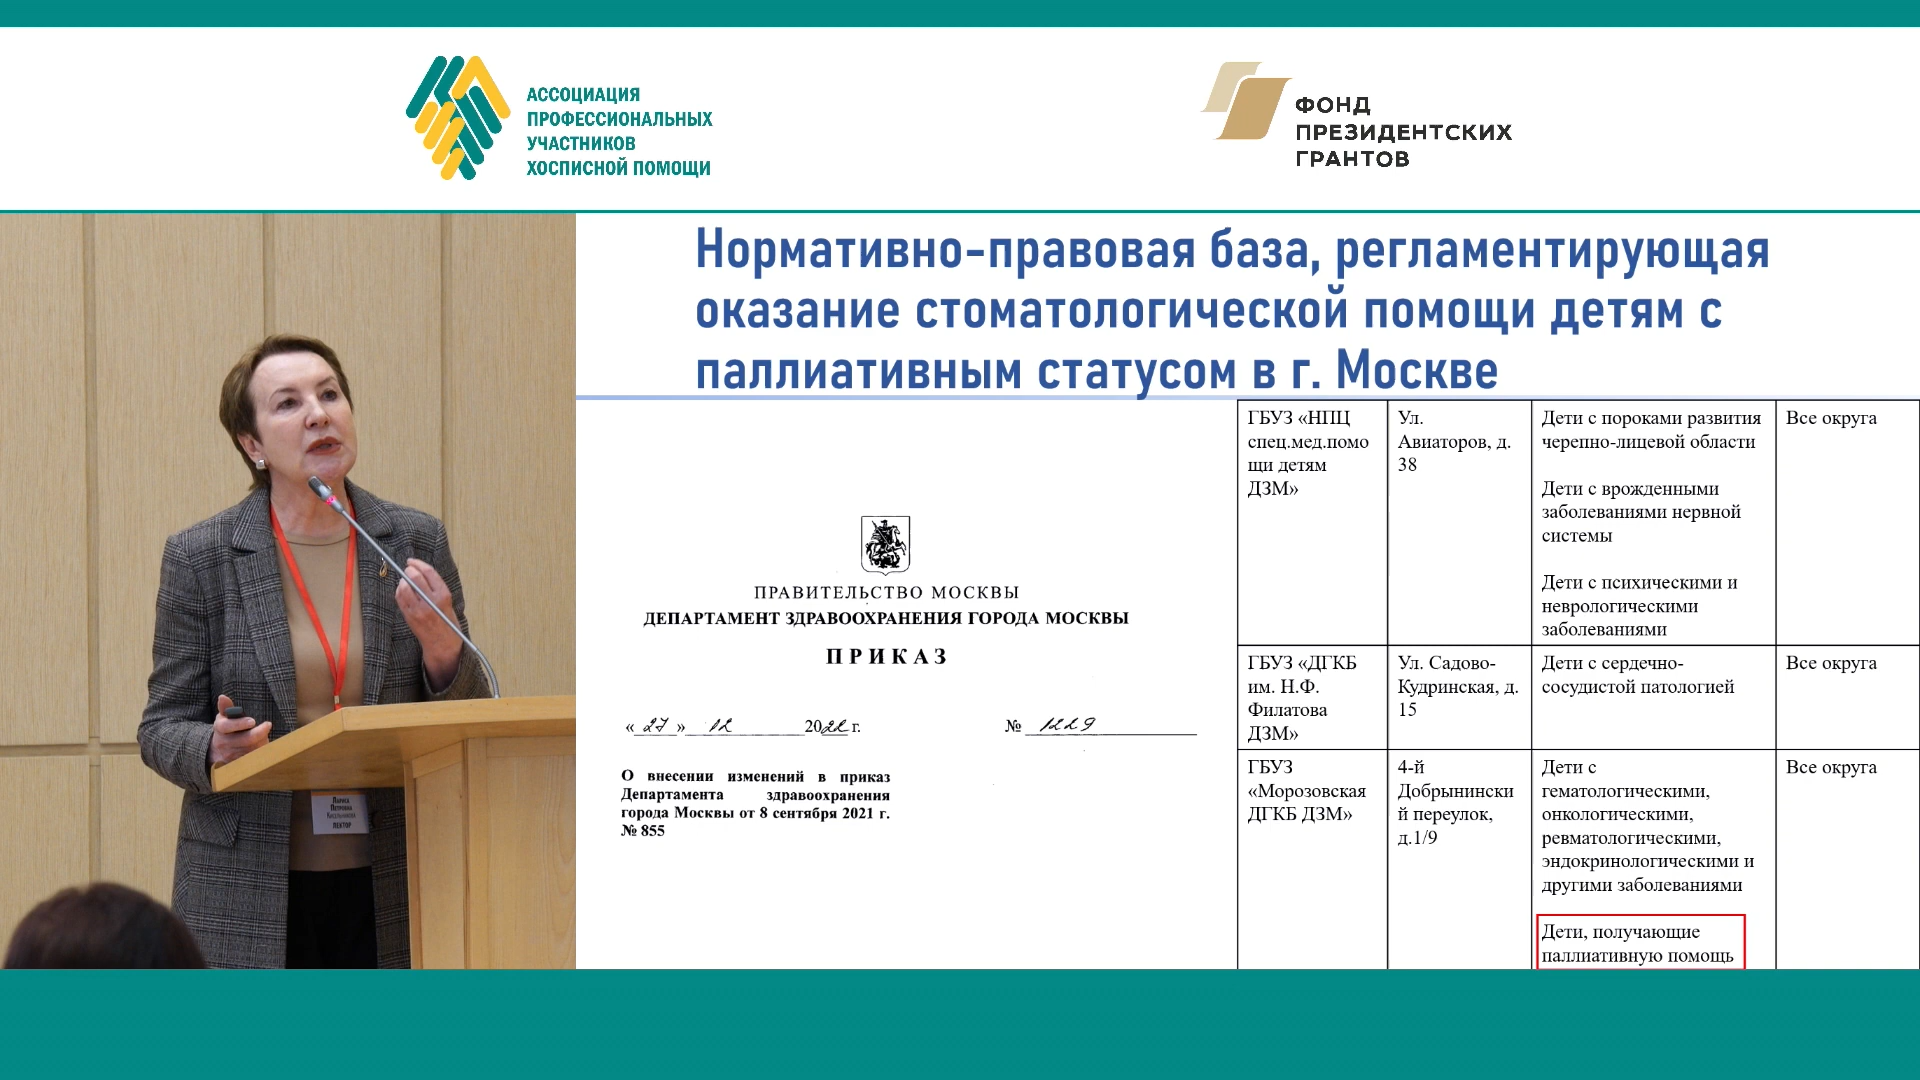 АССОЦИАЦИЯ
ПРОФЕССИОНАЛЬНЫХ
УЧАСТНИКОВ
ХОСПИСНОЙ ПОМОЩИ
ФОНД
ПРЕЗИДЕНТСКИХ
ГРАНТОВ
Нормативно-правовая база, регламентирующая
оказание стоматологической помощи детям с
паллиативным статусом в г. Москве
ПРАВИТЕЛЬСТВО МОСКВЫ
ДЕПАРТАМЕНТ ЗДРАВООХРАНЕНИЯ ГОРОДА МОСКВЫ
ПРИКАЗ
«27» 12 2022 г.
№ 1229
О внесении изменений в приказ
Департамента здравоохранения
города Москвы от 8 сентября 2021 г.
№ 855
ГБУЗ «НПЦ
спец.мед.помо
щи детям
ДЗМ»
Ул.
Авиаторов, д.
38
Дети с пороками развития
черепно-лицевой области
Дети с врожденными
заболеваниями нервной
системы
Дети с психическими и
неврологическими
заболеваниями
Все округа
ГБУЗ «ДГКБ
им. Н.Ф.
Филатова
ДЗМ»
Ул. Садово-
Кудринская, д.
15
Дети с сердечно-
сосудистой патологией
Все округа
ГБУЗ
«Морозовская
ДГКБ ДЗМ»
4-й
Добрынински
й переулок,
д.1/9
Дети с
гематологическими,
онкологическими,
ревматологическими,
эндокринологическими и
другими заболеваниями
Дети, получающие
паллиативную помощь
Все округа
Лариса
Петровна
Кисельникова
ЛЕКТОР